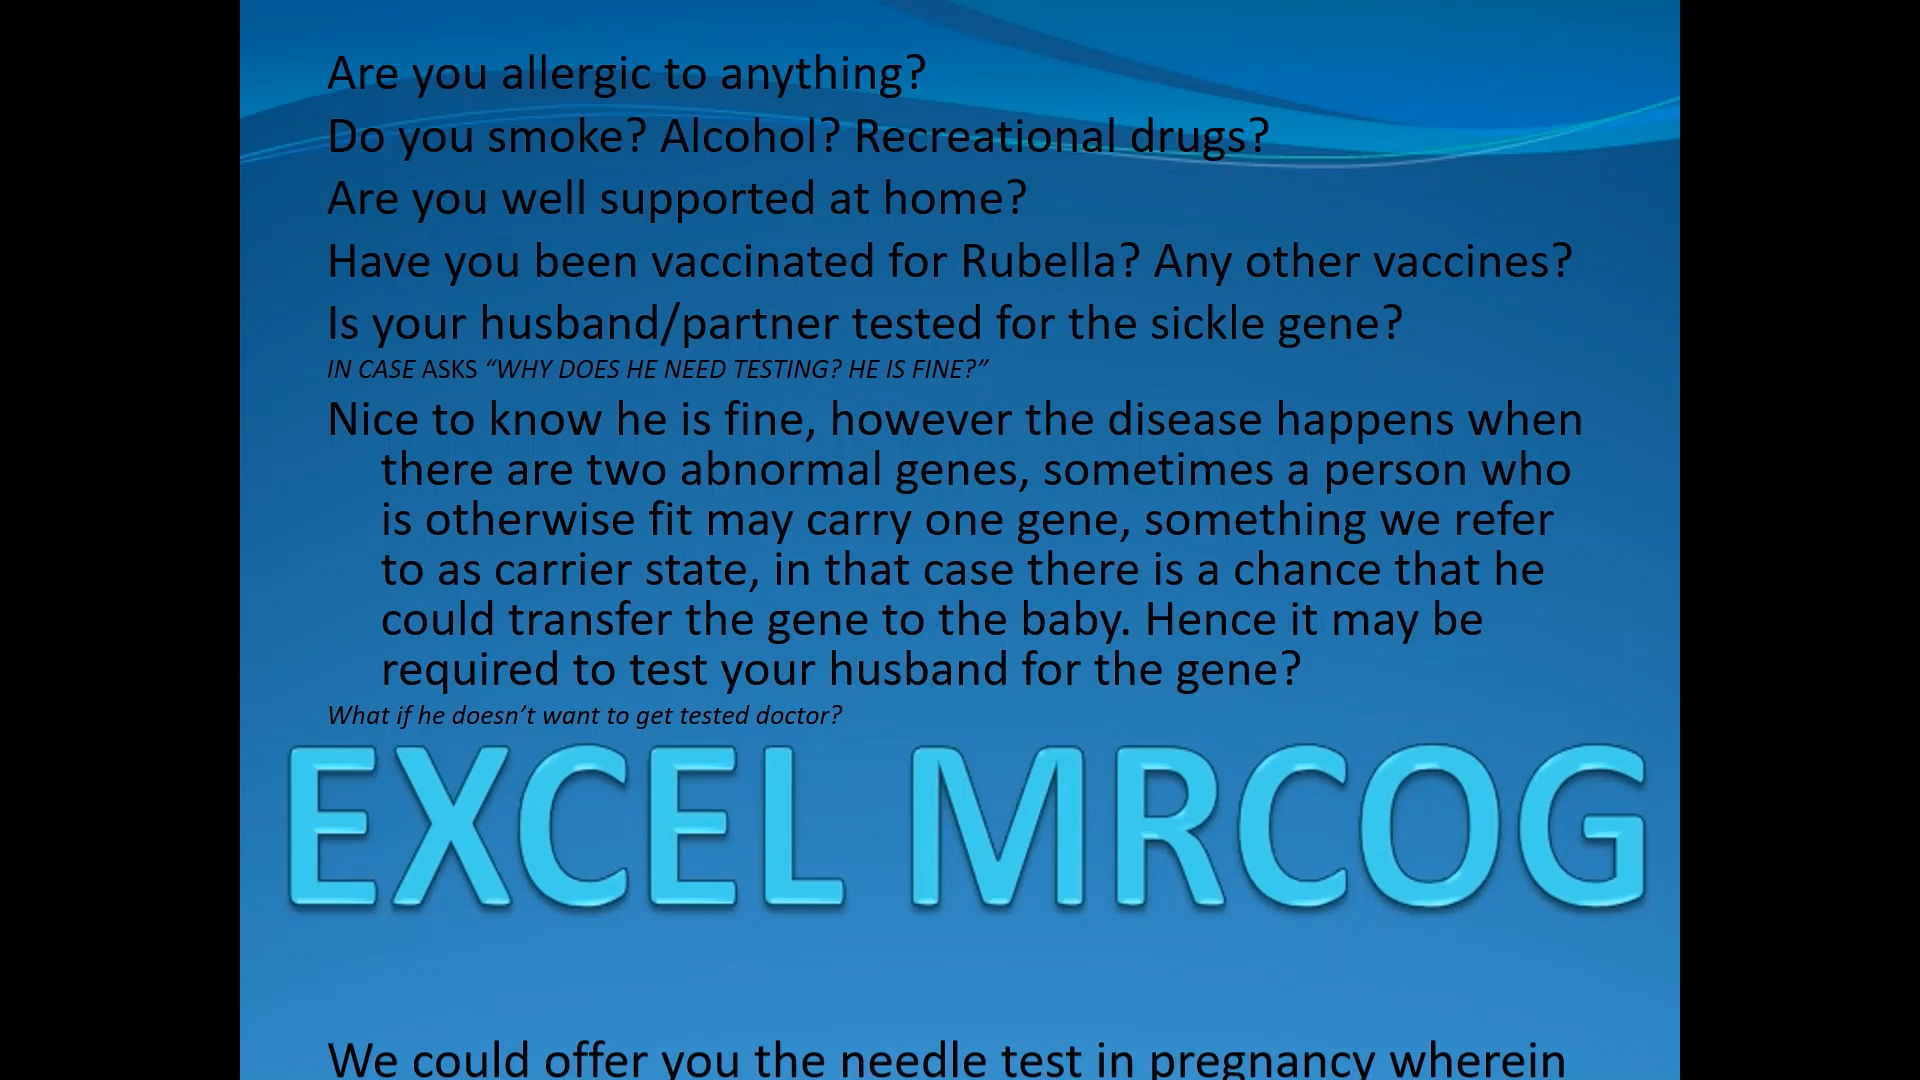 Are you allergic to anything?
Do you smoke? Alcohol? Recreational drugs?
Are you well supported at home?
Have you been vaccinated for Rubella? Any other vaccines?
Is your husband/partner tested for the sickle gene?
IN CASE ASKS “WHY DOES HE NEED TESTING? HE IS FINE?”
Nice to know he is fine, however the disease happens when
there are two abnormal genes, sometimes a person who
is otherwise fit may carry one gene, something we refer
to as carrier state, in that case there is a chance that he
could transfer the gene to the baby. Hence it may be
required to test your husband for the gene?
What if he doesn’t want to get tested doctor?
EXCEL MRCOG
We could offer you the needle test in pregnancy wherein